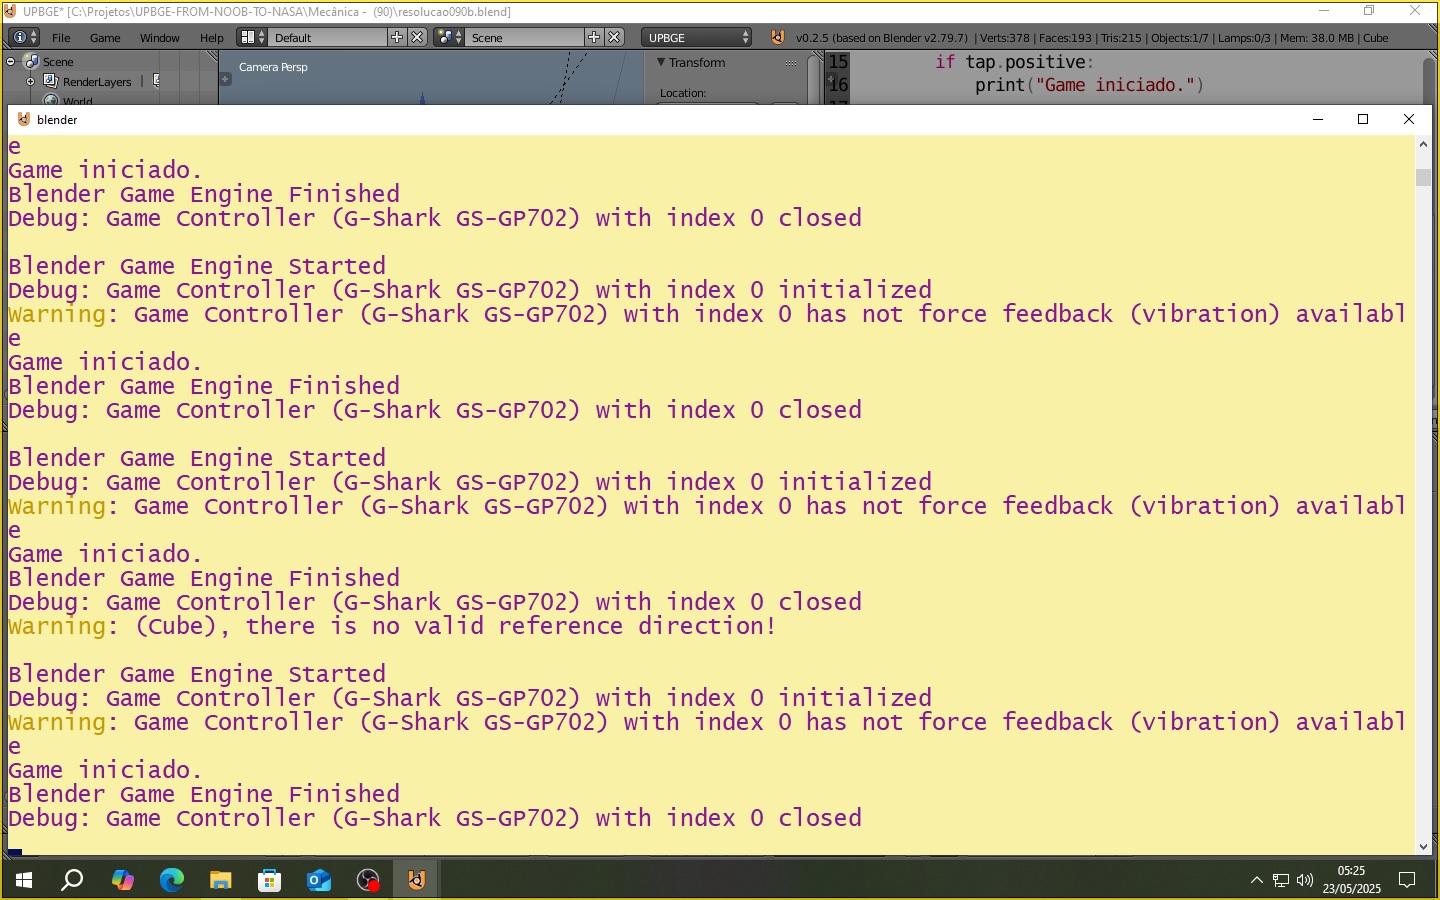 UPBGE* [C:\Projetos\UPBGE-FROM-NOOB-TO-NASA\Mecânica - (90)\resolucao090b.blend]
File Game Window Help Default Scene UPBGE v0.2.5 (based on Blender v2.79.7) | Verts:378 | Faces:193 | Tris:215 | Objects:1/7 | Lamps:0/3 | Mem: 38.0 MB | Cube
Scene
RenderLayers |
World
Camera Persp
Transform
Location:
15 if tap.positive:
16 print("Game iniciado.")
blender
e
Game iniciado.
Blender Game Engine Finished
Debug: Game Controller (G-Shark GS-GP702) with index 0 closed
Blender Game Engine Started
Debug: Game Controller (G-Shark GS-GP702) with index 0 initialized
Warning: Game Controller (G-Shark GS-GP702) with index 0 has not force feedback (vibration) availabl
e
Game iniciado.
Blender Game Engine Finished
Debug: Game Controller (G-Shark GS-GP702) with index 0 closed
Blender Game Engine Started
Debug: Game Controller (G-Shark GS-GP702) with index 0 initialized
Warning: Game Controller (G-Shark GS-GP702) with index 0 has not force feedback (vibration) availabl
e
Game iniciado.
Blender Game Engine Finished
Debug: Game Controller (G-Shark GS-GP702) with index 0 closed
Warning: (Cube), there is no valid reference direction!
Blender Game Engine Started
Debug: Game Controller (G-Shark GS-GP702) with index 0 initialized
Warning: Game Controller (G-Shark GS-GP702) with index 0 has not force feedback (vibration) availabl
e
Game iniciado.
Blender Game Engine Finished
Debug: Game Controller (G-Shark GS-GP702) with index 0 closed
05:25
23/05/2025